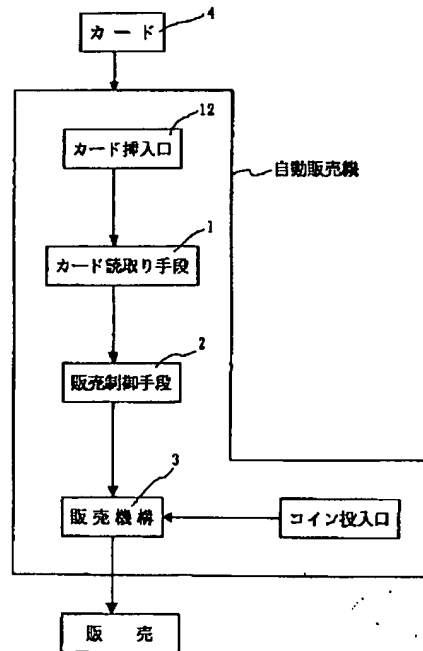 4
カード
12
カード挿入口
自動販売機
1
カード読取り手段
2
販売制御手段
3
販売機構
コイン投入口
販売